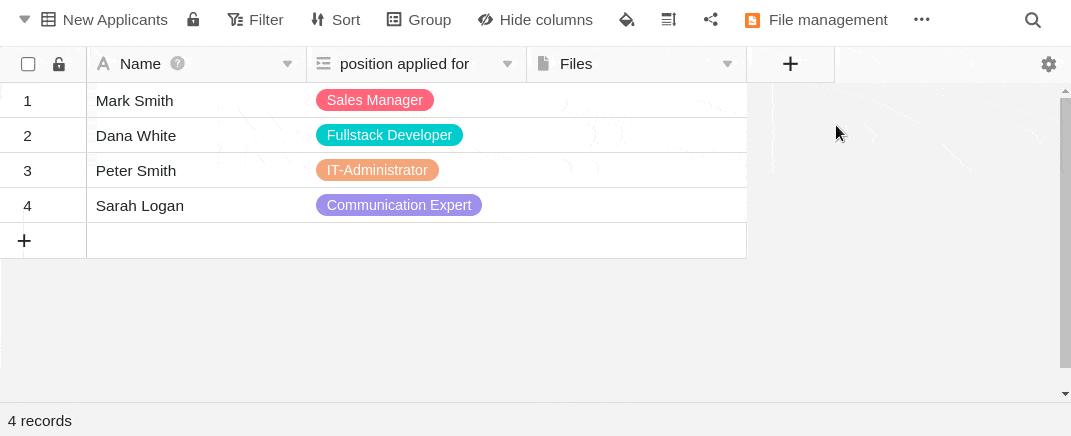 New Applicants Filter Sort Group Hide columns File management
Name ? position applied for Files
1 Mark Smith Sales Manager
2 Dana White Fullstack Developer
3 Peter Smith IT-Administrator
4 Sarah Logan Communication Expert
4 records